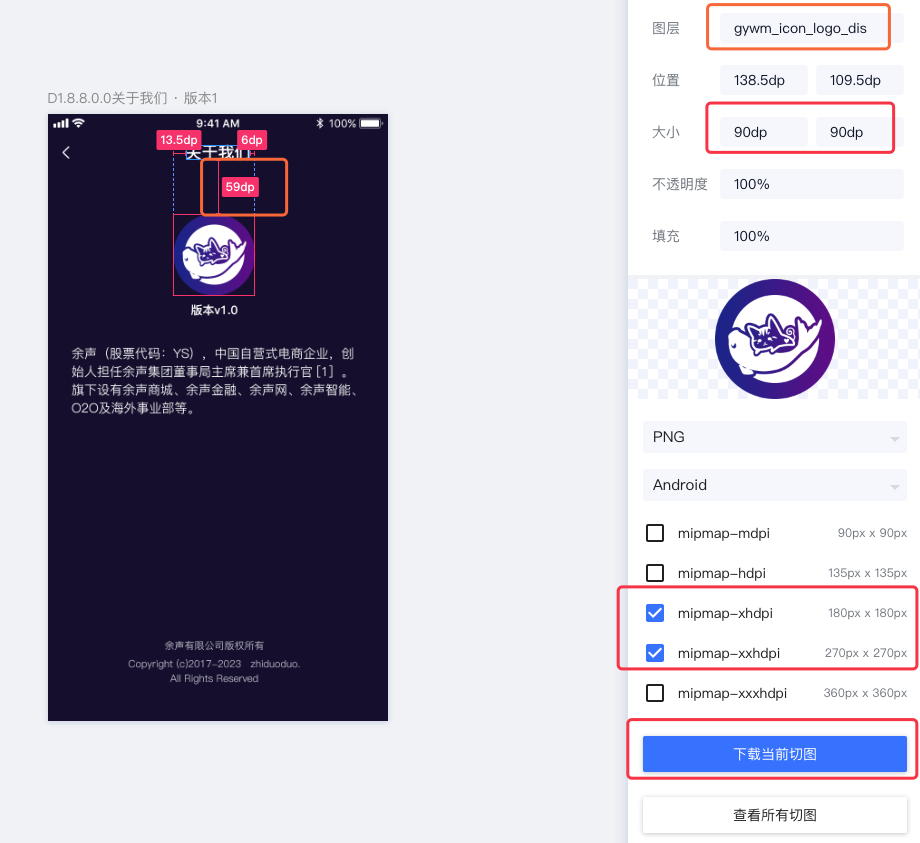 D1.8.8.0.0关于我们 · 版本1
9:41 AM
100%
13.5dp
6dp
关于我们
59dp
版本v1.0
余声（股票代码：YS），中国自营式电商企业，创
始人担任余声集团董事局主席兼首席执行官 [1] 。
旗下设有余声商城、余声金融、余声网、余声智能、
O2O及海外事业部等。
余声有限公司版权所有
Copyright (c)2017-2023 zhiduoduo.
All Rights Reserved
图层 gywm_icon_logo_dis
位置 138.5dp 109.5dp
大小 90dp 90dp
不透明度 100%
填充 100%
PNG
Android
mipmap-mdpi 90px x 90px
mipmap-hdpi 135px x 135px
mipmap-xhdpi 180px x 180px
mipmap-xxhdpi 270px x 270px
mipmap-xxxhdpi 360px x 360px
下载当前切图
查看所有切图